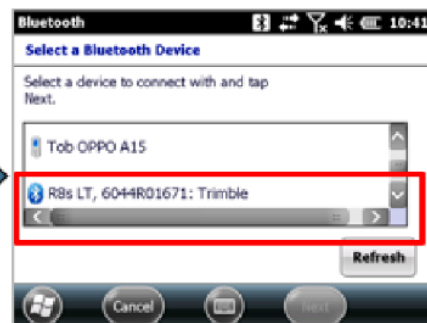 Bluetooth 10:41
Select a Bluetooth Device
Select a device to connect with and tap
Next.
Tob OPPO A15
R8s LT, 6044R01671: Trimble
Refresh
Cancel
Next